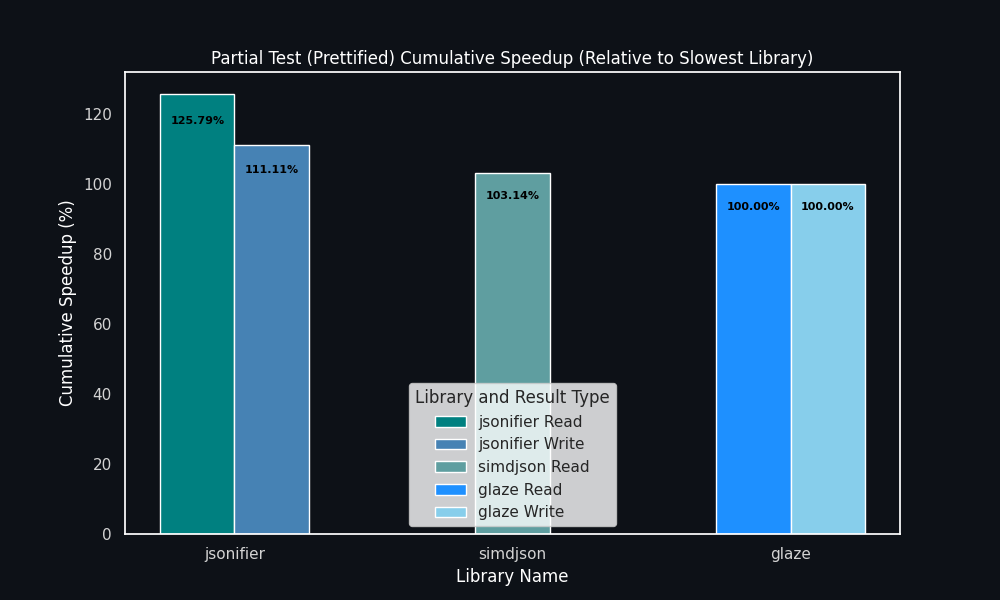 Partial Test (Prettified) Cumulative Speedup (Relative to Slowest Library)
Cumulative Speedup (%)
120
100
80
60
40
20
0
125.79%
111.11%
103.14%
100.00%
100.00%
Library and Result Type
jsonifier Read
jsonifier Write
simdjson Read
glaze Read
glaze Write
jsonifier
simdjson
glaze
Library Name